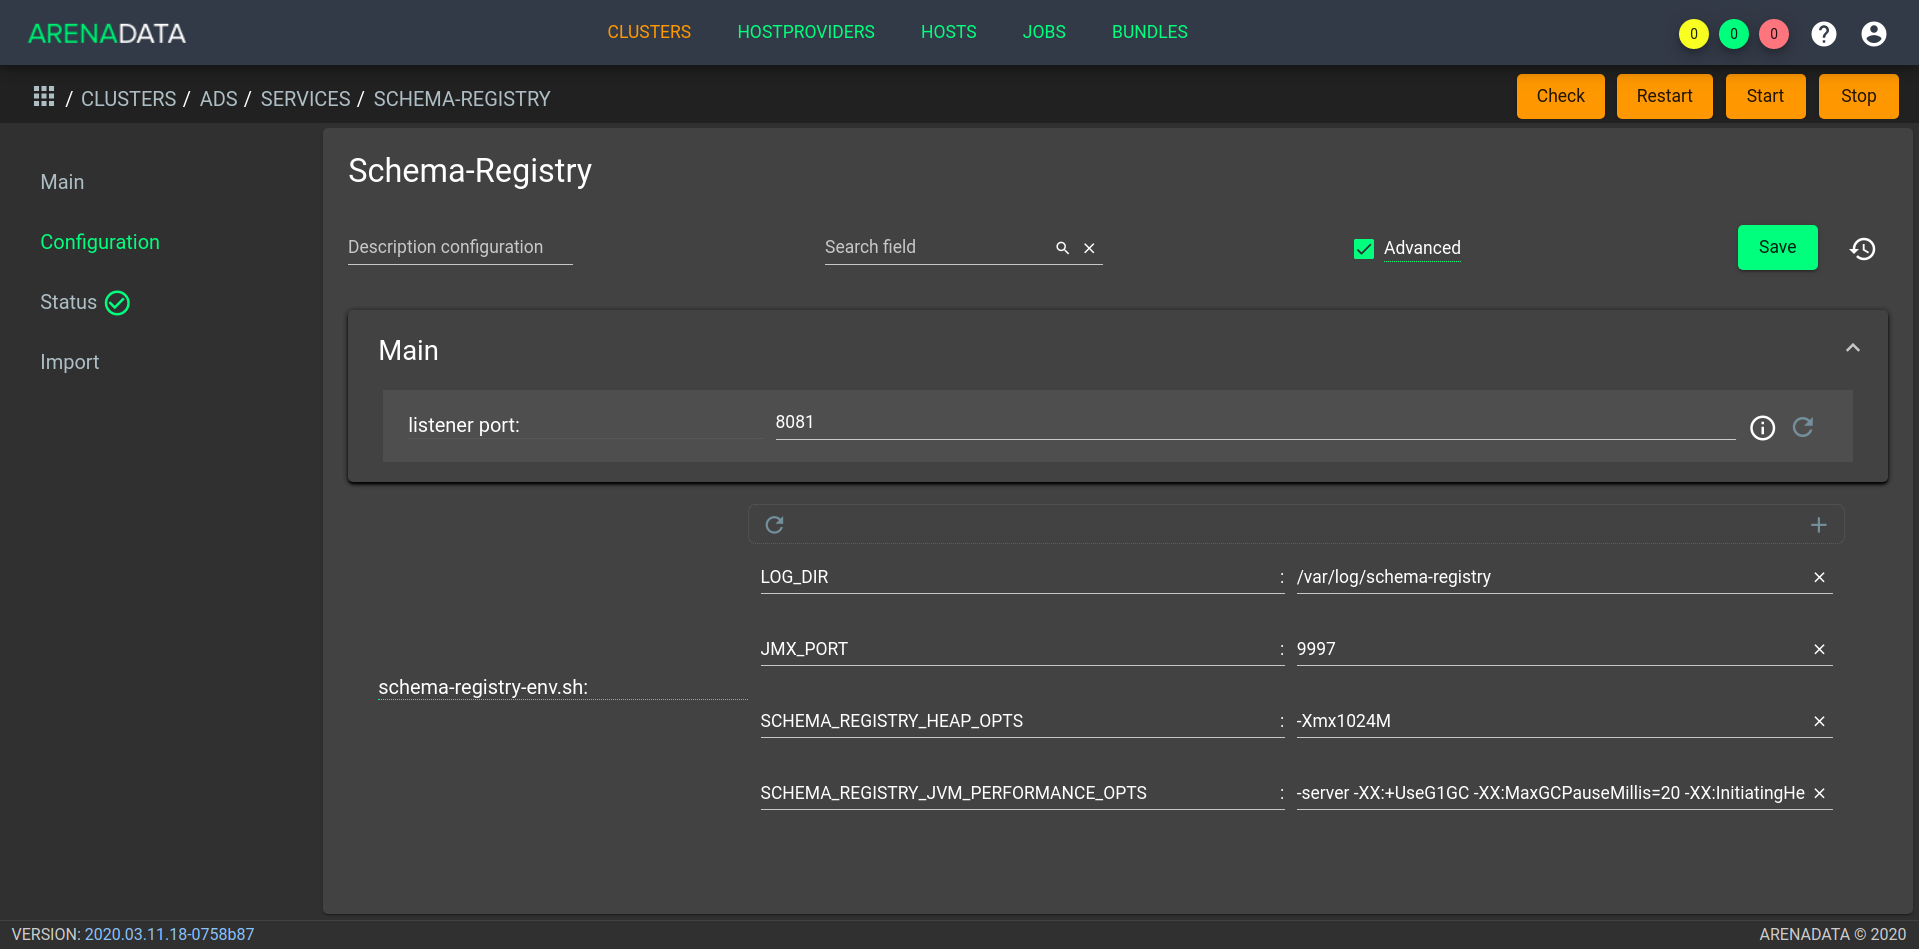 ARENADATA
CLUSTERS HOSTPROVIDERS HOSTS JOBS BUNDLES
0 0 0 ?
/ CLUSTERS / ADS / SERVICES / SCHEMA-REGISTRY
Check Restart Start Stop
Main
Configuration
Status
Import
Schema-Registry
Description configuration Search field Advanced Save
Main
listener port: 8081
LOG_DIR : /var/log/schema-registry
JMX_PORT : 9997
schema-registry-env.sh:
SCHEMA_REGISTRY_HEAP_OPTS : -Xmx1024M
SCHEMA_REGISTRY_JVM_PERFORMANCE_OPTS : -server -XX:+UseG1GC -XX:MaxGCPauseMillis=20 -XX:InitiatingHe
VERSION: 2020.03.11.18-0758b87
ARENADATA © 2020